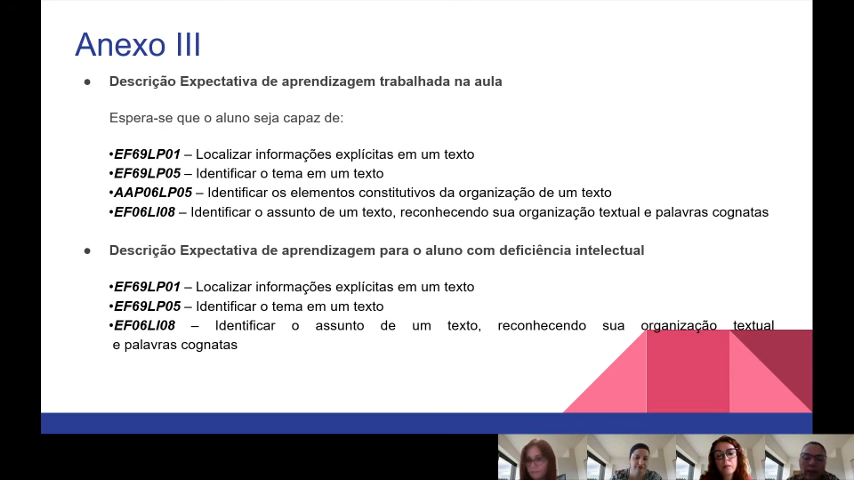 Anexo III
● Descrição Expectativa de aprendizagem trabalhada na aula
Espera-se que o aluno seja capaz de:
•EF69LP01 – Localizar informações explícitas em um texto
•EF69LP05 – Identificar o tema em um texto
•AAP06LP05 – Identificar os elementos constitutivos da organização de um texto
•EF06LI08 – Identificar o assunto de um texto, reconhecendo sua organização textual e palavras cognatas
● Descrição Expectativa de aprendizagem para o aluno com deficiência intelectual
•EF69LP01 – Localizar informações explícitas em um texto
•EF69LP05 – Identificar o tema em um texto
•EF06LI08 – Identificar o assunto de um texto, reconhecendo sua organização textual
e palavras cognatas